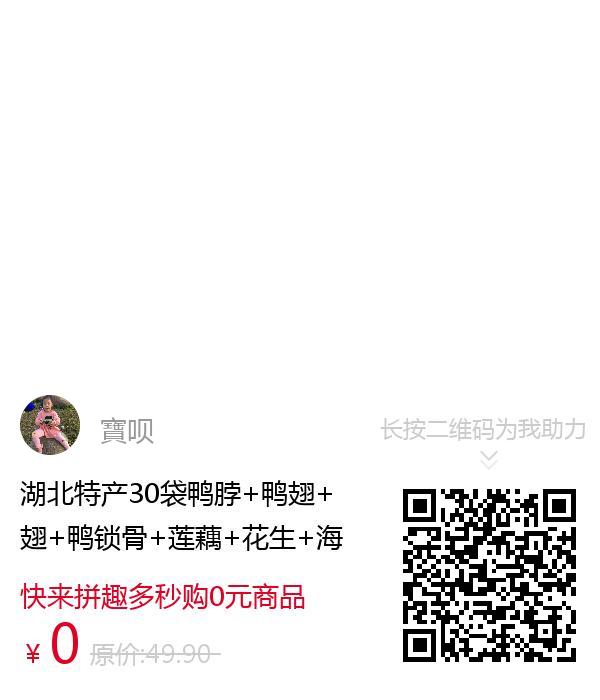 寶呗
长按二维码为我助力
湖北特产30袋鸭脖+鸭翅+
翅+鸭锁骨+莲藕+花生+海
快来拼趣多秒购0元商品
¥0 原价:49.90